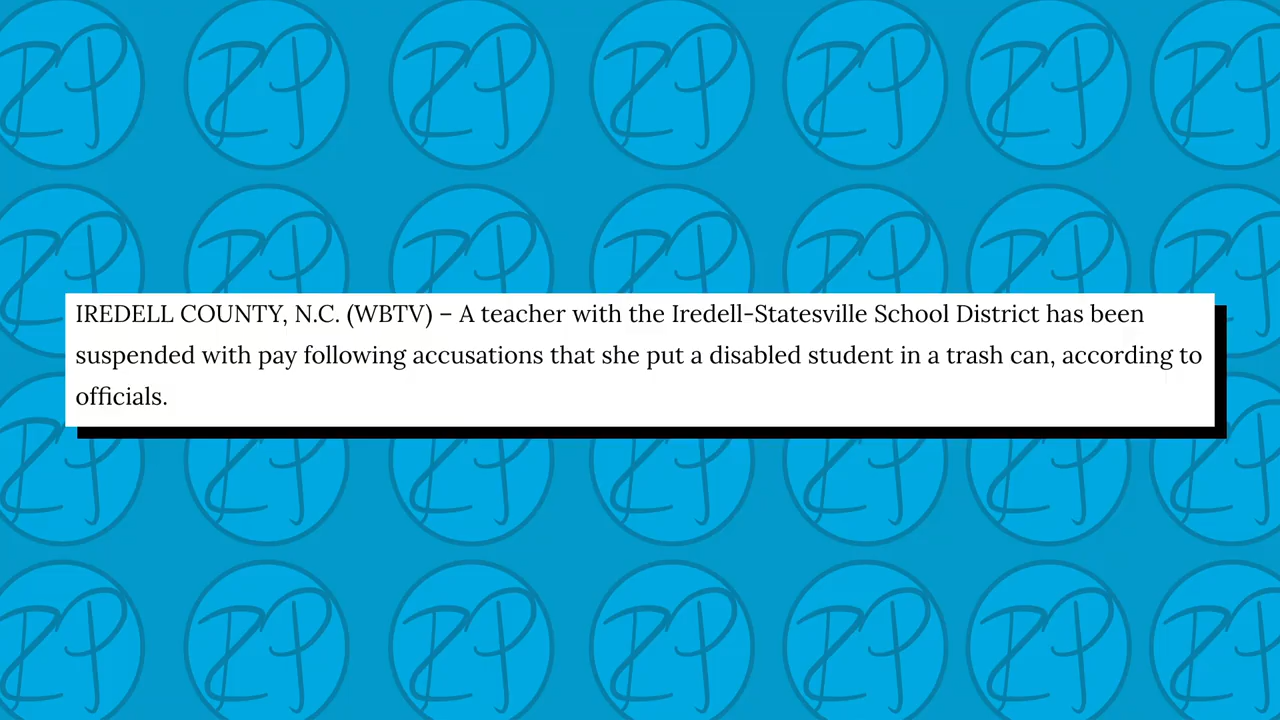 IREDELL COUNTY, N.C. (WBTV) – A teacher with the Iredell-Statesville School District has been
suspended with pay following accusations that she put a disabled student in a trash can, according to
officials.